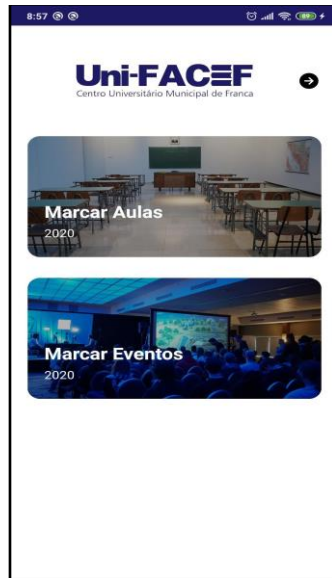 8:57
Uni-FACEF
Centro Universitário Municipal de Franca
Marcar Aulas
2020
Marcar Eventos
2020